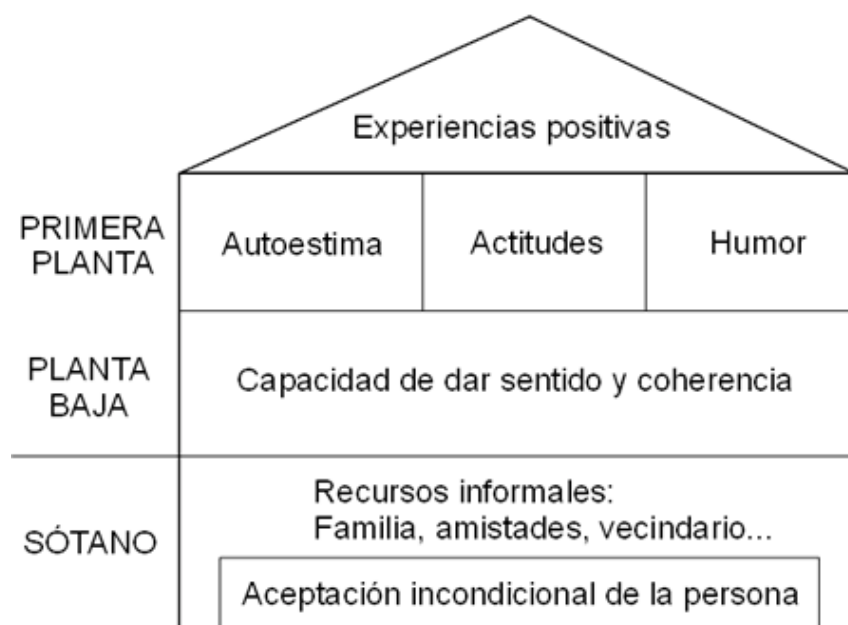 Experiencias positivas
PRIMERA
PLANTA
Autoestima
Actitudes
Humor
PLANTA
BAJA
Capacidad de dar sentido y coherencia
SÓTANO
Recursos informales:
Familia, amistades, vecindario...
Aceptación incondicional de la persona